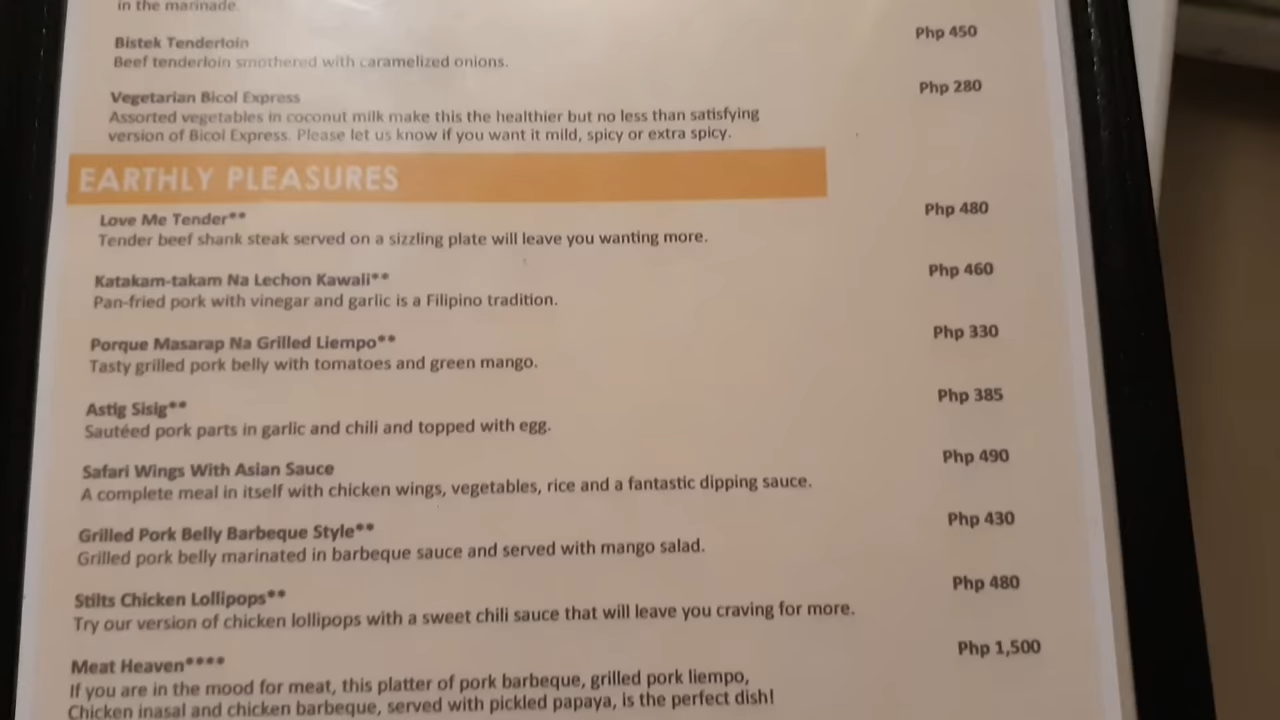 in the marinade.
Bistek Tenderloin Php 450
Beef tenderloin smothered with caramelized onions.
Vegetarian Bicol Express Php 280
Assorted vegetables in coconut milk make this the healthier but no less than satisfying
version of Bicol Express. Please let us know if you want it mild, spicy or extra spicy.
EARTHLY PLEASURES
Love Me Tender** Php 480
Tender beef shank steak served on a sizzling plate will leave you wanting more.
Katakam-takam Na Lechon Kawali** Php 460
Pan-fried pork with vinegar and garlic is a Filipino tradition.
Porque Masarap Na Grilled Liempo** Php 330
Tasty grilled pork belly with tomatoes and green mango.
Astig Sisig** Php 385
Sautéed pork parts in garlic and chili and topped with egg.
Safari Wings With Asian Sauce Php 490
A complete meal in itself with chicken wings, vegetables, rice and a fantastic dipping sauce.
Grilled Pork Belly Barbeque Style** Php 430
Grilled pork belly marinated in barbeque sauce and served with mango salad.
Stilts Chicken Lollipops** Php 480
Try our version of chicken lollipops with a sweet chili sauce that will leave you craving for more.
Meat Heaven**** Php 1,500
If you are in the mood for meat, this platter of pork barbeque, grilled pork liempo,
Chicken inasal and chicken barbeque, served with pickled papaya, is the perfect dish!